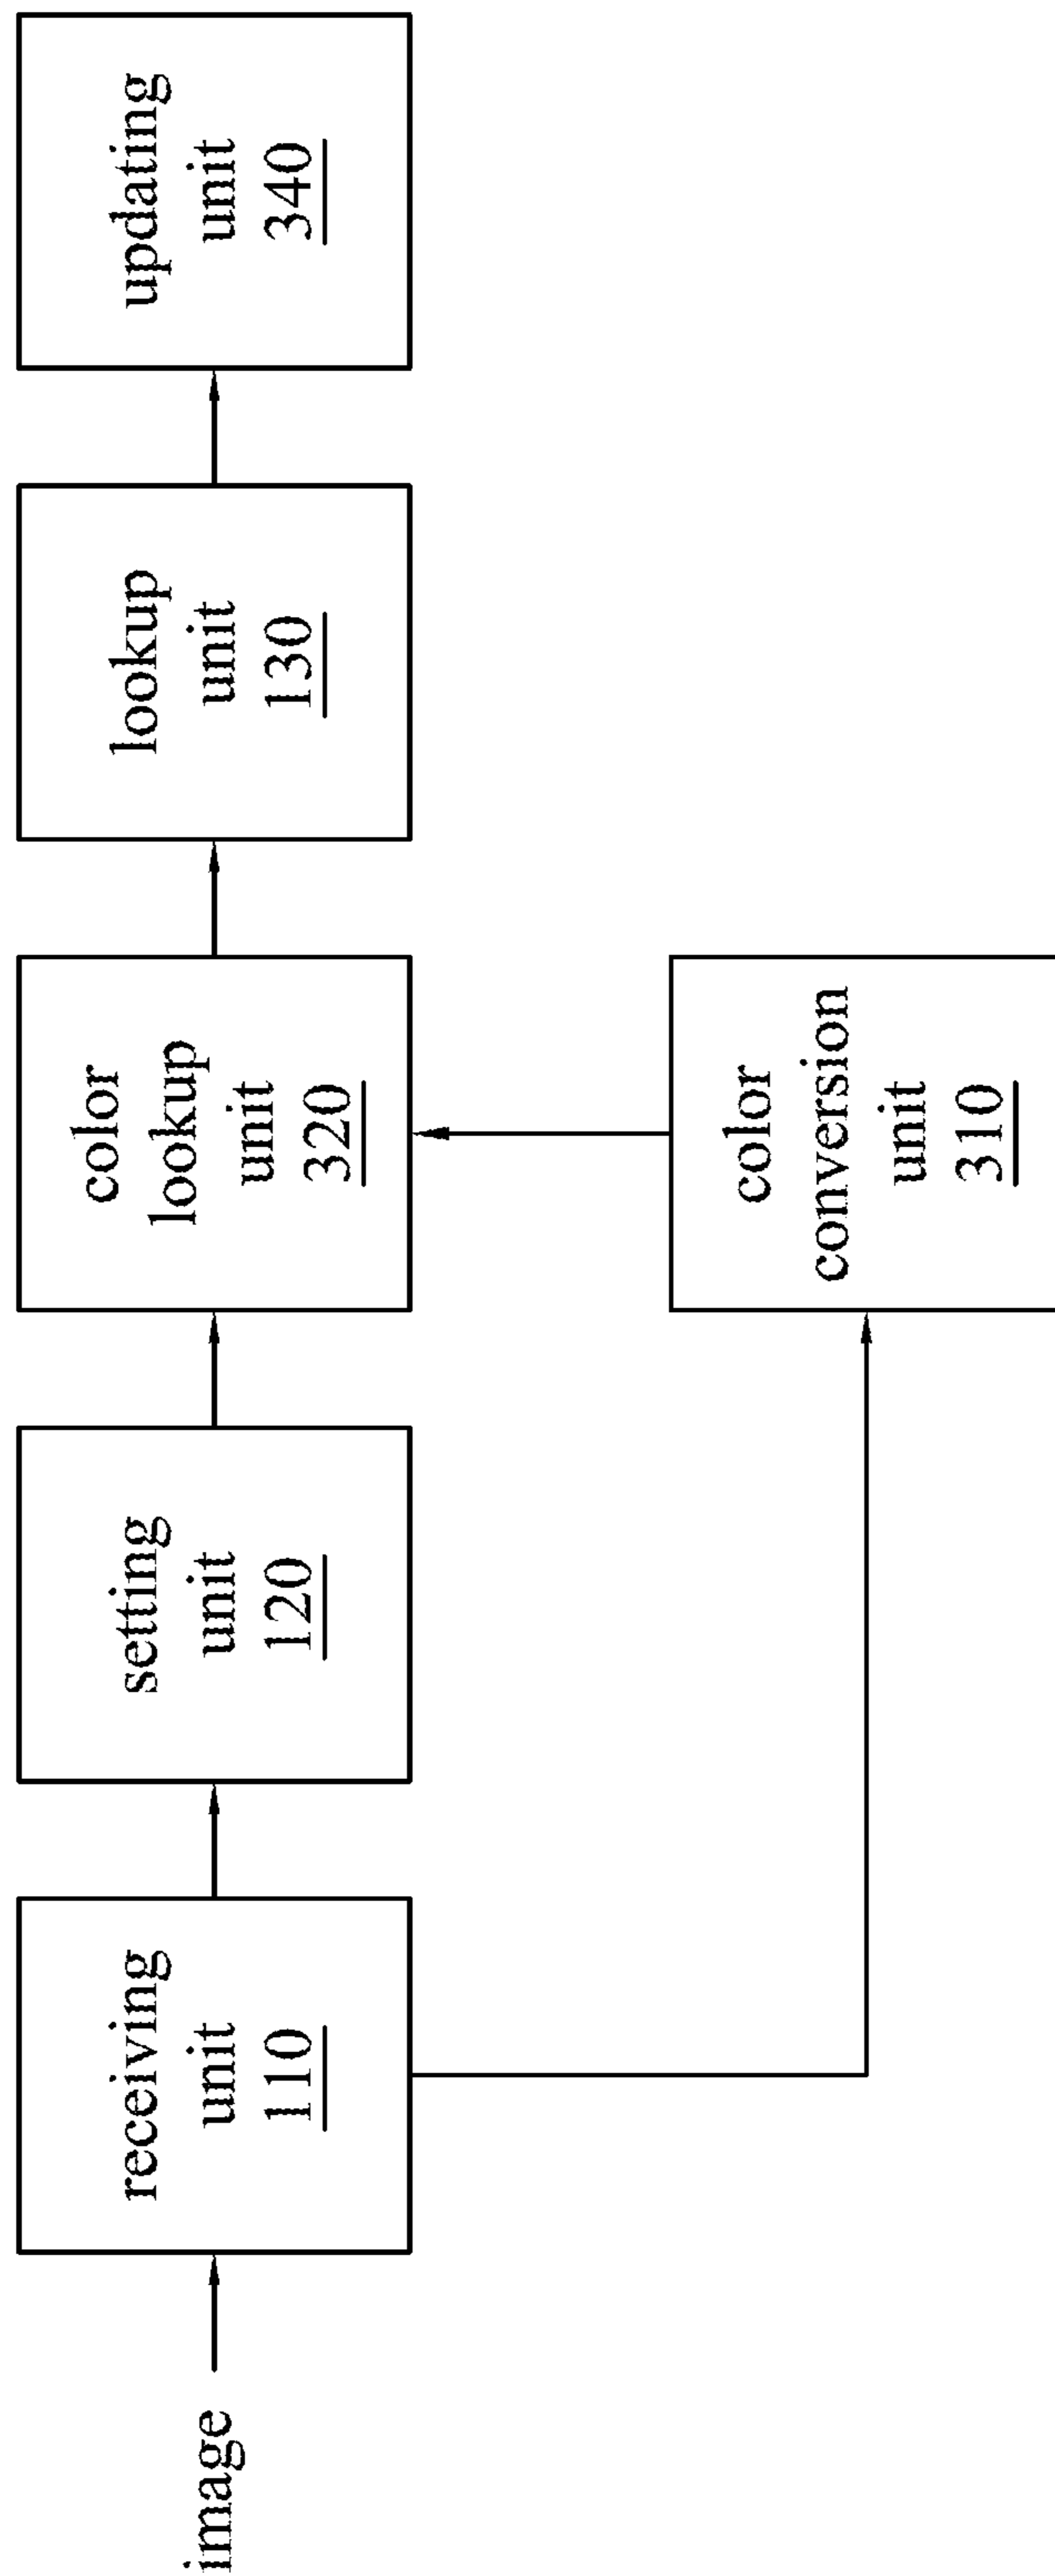 image
receiving
unit
110
setting
unit
120
color
lookup
unit
320
lookup
unit
130
updating
unit
340
color
conversion
unit
310